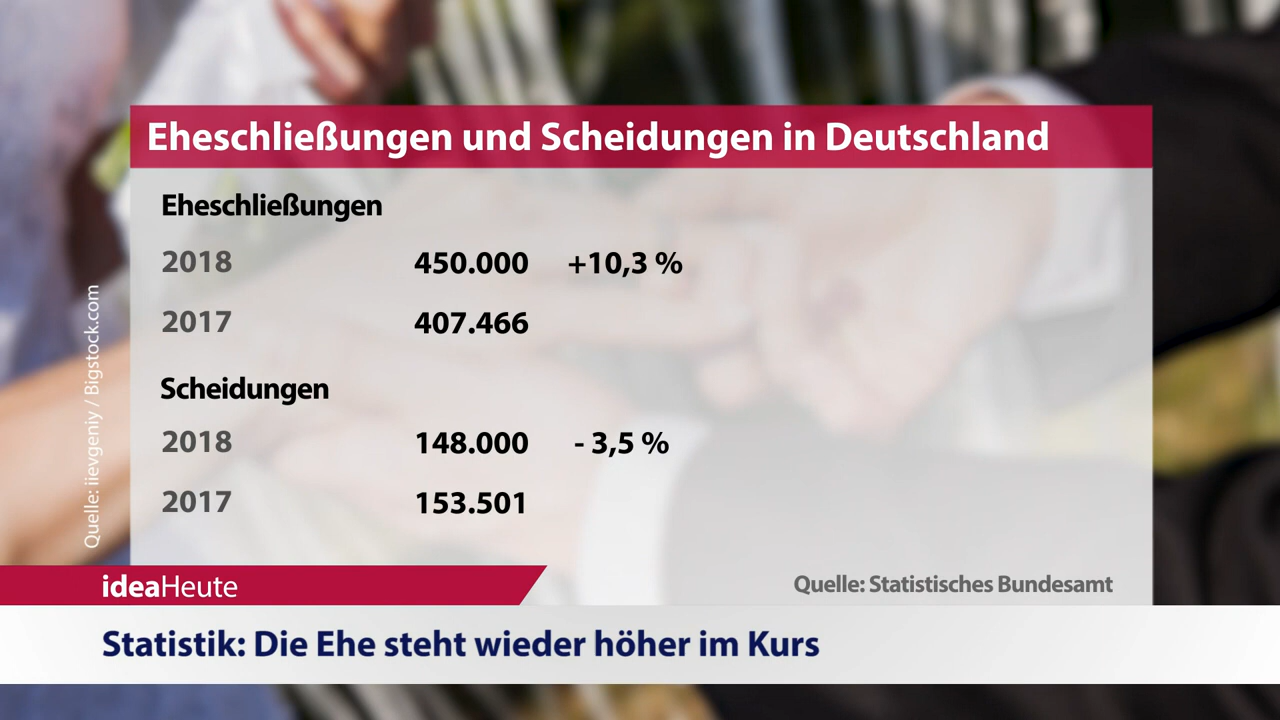 Eheschließungen und Scheidungen in Deutschland
Eheschließungen
2018 450.000 +10,3 %
2017 407.466
Scheidungen
2018 148.000 - 3,5 %
2017 153.501
Quelle: iievgeniy / Bigstock.com
ideaHeute
Quelle: Statistisches Bundesamt
Statistik: Die Ehe steht wieder höher im Kurs